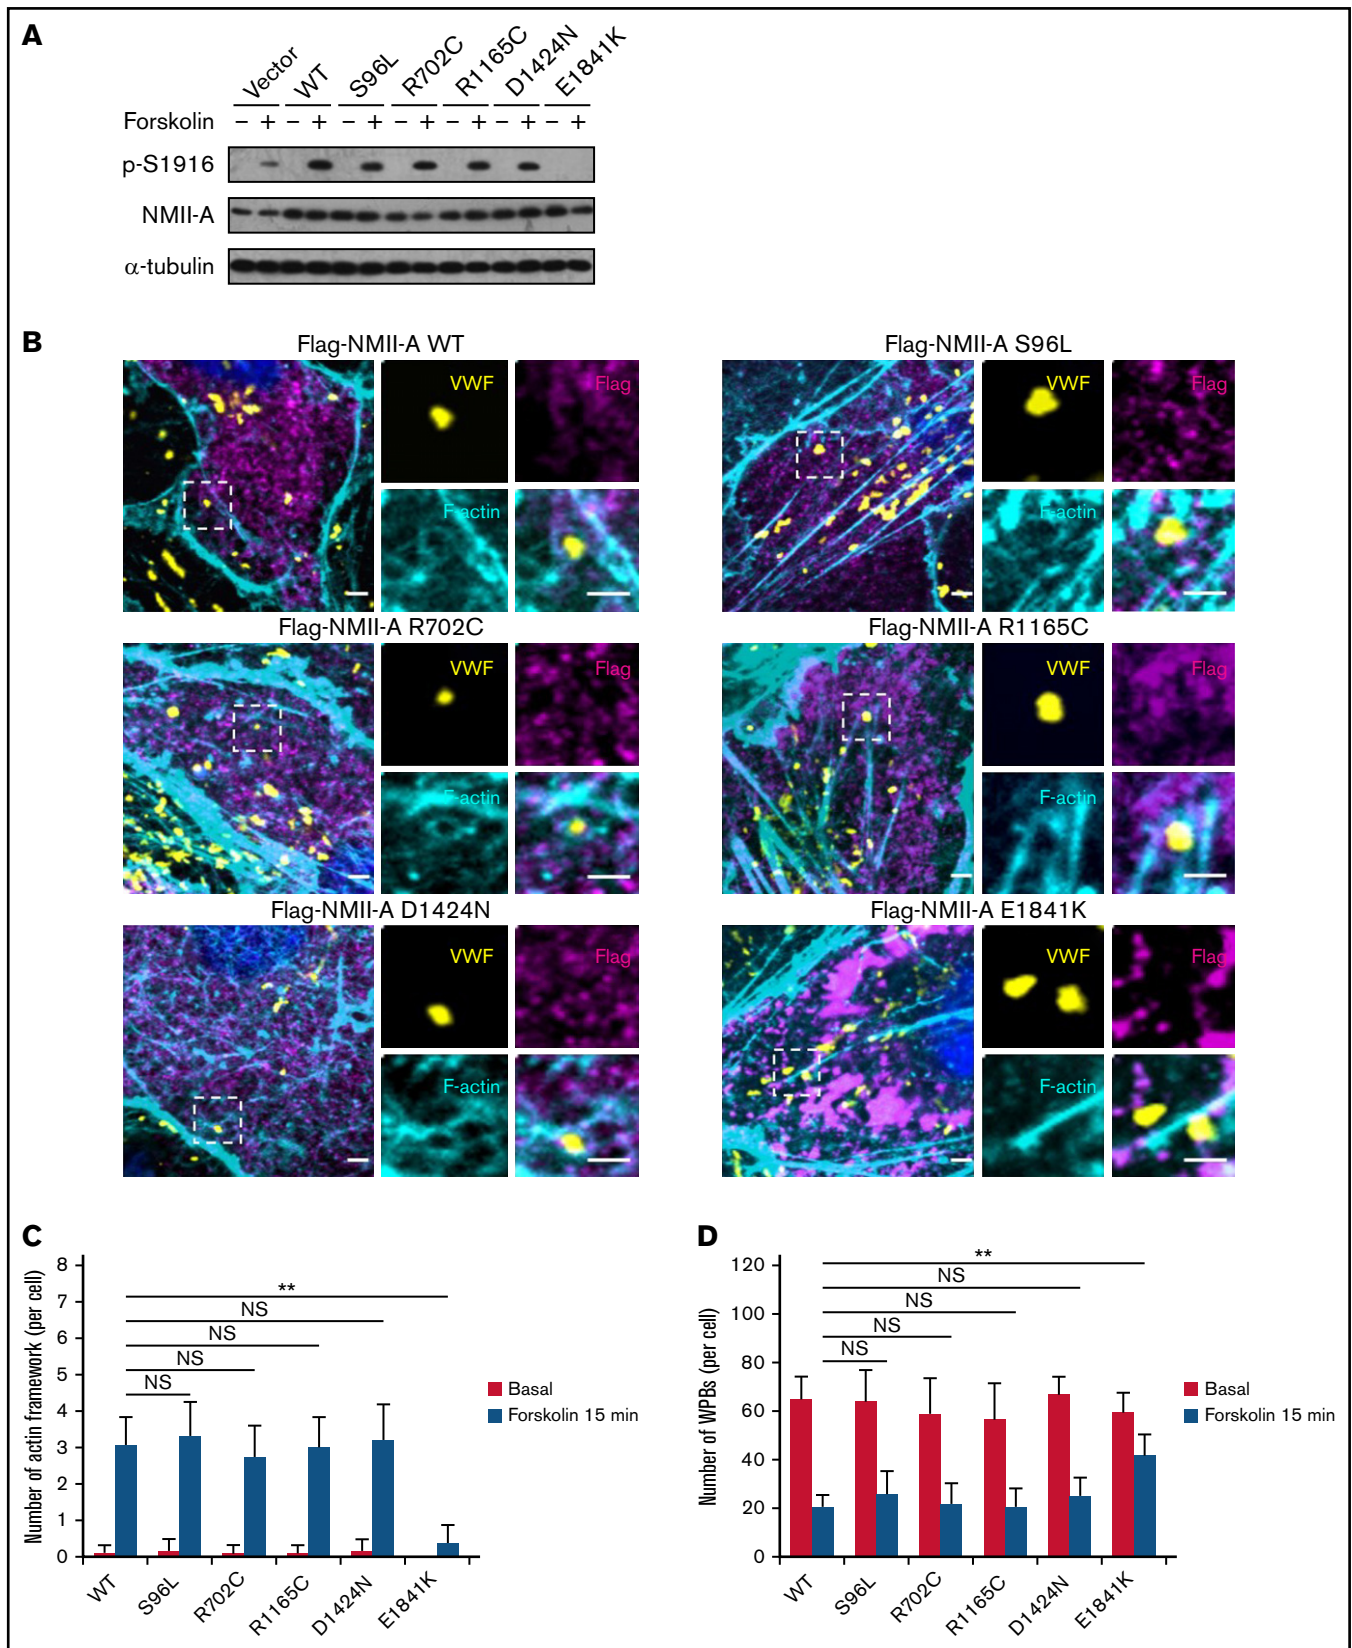 A
Vector WT S96L R702C R1165C D1424N E1841K
Forskolin − + − + − + − + − + − + − +
p-S1916
NMII-A
α-tubulin
B
Flag-NMII-A WT
VWF Flag
F-actin
Flag-NMII-A S96L
VWF Flag
F-actin
Flag-NMII-A R702C
VWF Flag
F-actin
Flag-NMII-A R1165C
VWF Flag
F-actin
Flag-NMII-A D1424N
VWF Flag
F-actin
Flag-NMII-A E1841K
VWF Flag
F-actin
C
Number of actin framework (per cell)
8
7
6
5
4
3
2
1
0
**
NS
NS
NS
NS
WT S96L R702C R1165C D1424N E1841K
Basal
Forskolin 15 min
D
Number of WPBs (per cell)
120
100
80
60
40
20
0
**
NS
NS
NS
NS
WT S96L R702C R1165C D1424N E1841K
Basal
Forskolin 15 min